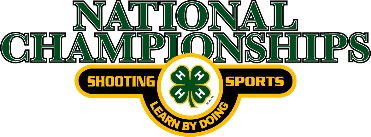 NATIONAL
CHAMPIONSHIPS
SHOOTING SPORTS
H H H H
LEARN BY DOING